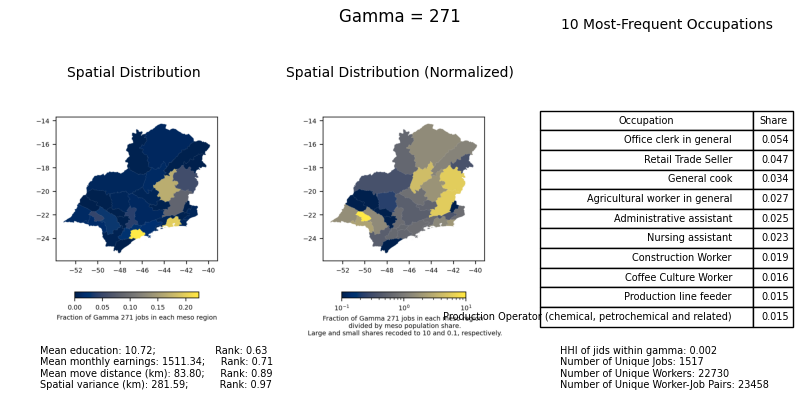 Gamma = 271
10 Most-Frequent Occupations
Spatial Distribution
Spatial Distribution (Normalized)
−14
−16
−18
−20
−22
−24
−52 −50 −48 −46 −44 −42 −40
0.00 0.05 0.10 0.15 0.20
Fraction of Gamma 271 jobs in each meso region
−14
−16
−18
−20
−22
−24
−52 −50 −48 −46 −44 −42 −40
10⁻¹ 10⁰ 10¹
Fraction of Gamma 271 jobs in each meso region
divided by meso population share.
Large and small shares recoded to 10 and 0.1, respectively.
Occupation Share
Office clerk in general 0.054
Retail Trade Seller 0.047
General cook 0.034
Agricultural worker in general 0.027
Administrative assistant 0.025
Nursing assistant 0.023
Construction Worker 0.019
Coffee Culture Worker 0.016
Production line feeder 0.015
Production Operator (chemical, petrochemical and related) 0.015
Mean education: 10.72; Rank: 0.63
Mean monthly earnings: 1511.34; Rank: 0.71
Mean move distance (km): 83.80; Rank: 0.89
Spatial variance (km): 281.59; Rank: 0.97
HHI of jids within gamma: 0.002
Number of Unique Jobs: 1517
Number of Unique Workers: 22730
Number of Unique Worker-Job Pairs: 23458